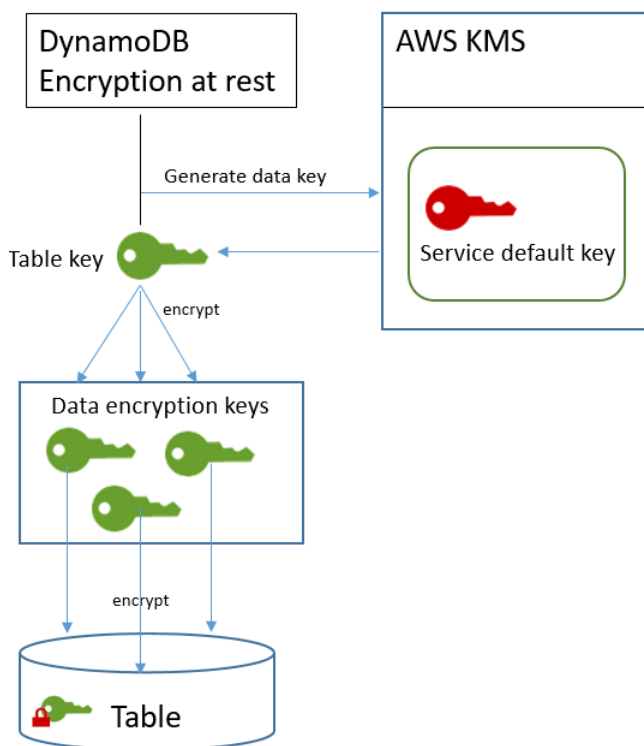 DynamoDB
Encryption at rest
AWS KMS
Generate data key
Service default key
Table key
encrypt
Data encryption keys
encrypt
Table